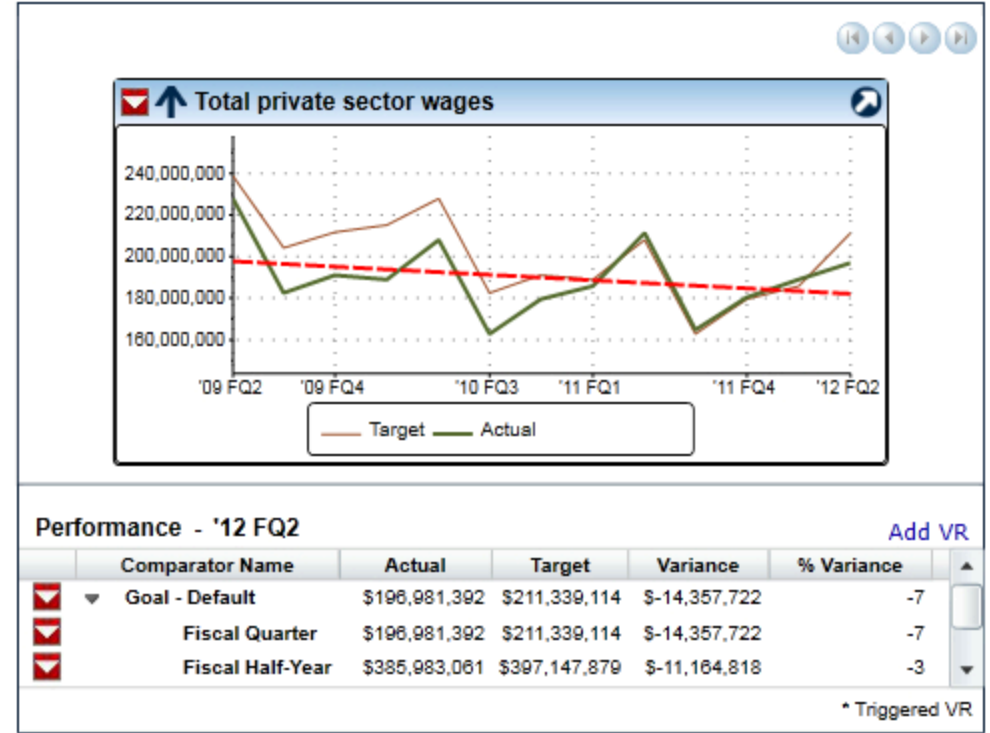 Total private sector wages
240,000,000
220,000,000
200,000,000
180,000,000
160,000,000
'09 FQ2 '09 FQ4 '10 FQ3 '11 FQ1 '11 FQ4 '12 FQ2
Target Actual
Performance - '12 FQ2
Add VR
Comparator Name Actual Target Variance % Variance
Goal - Default $196,981,392 $211,339,114 $-14,357,722 -7
Fiscal Quarter $196,981,392 $211,339,114 $-14,357,722 -7
Fiscal Half-Year $385,983,061 $397,147,879 $-11,164,818 -3
* Triggered VR